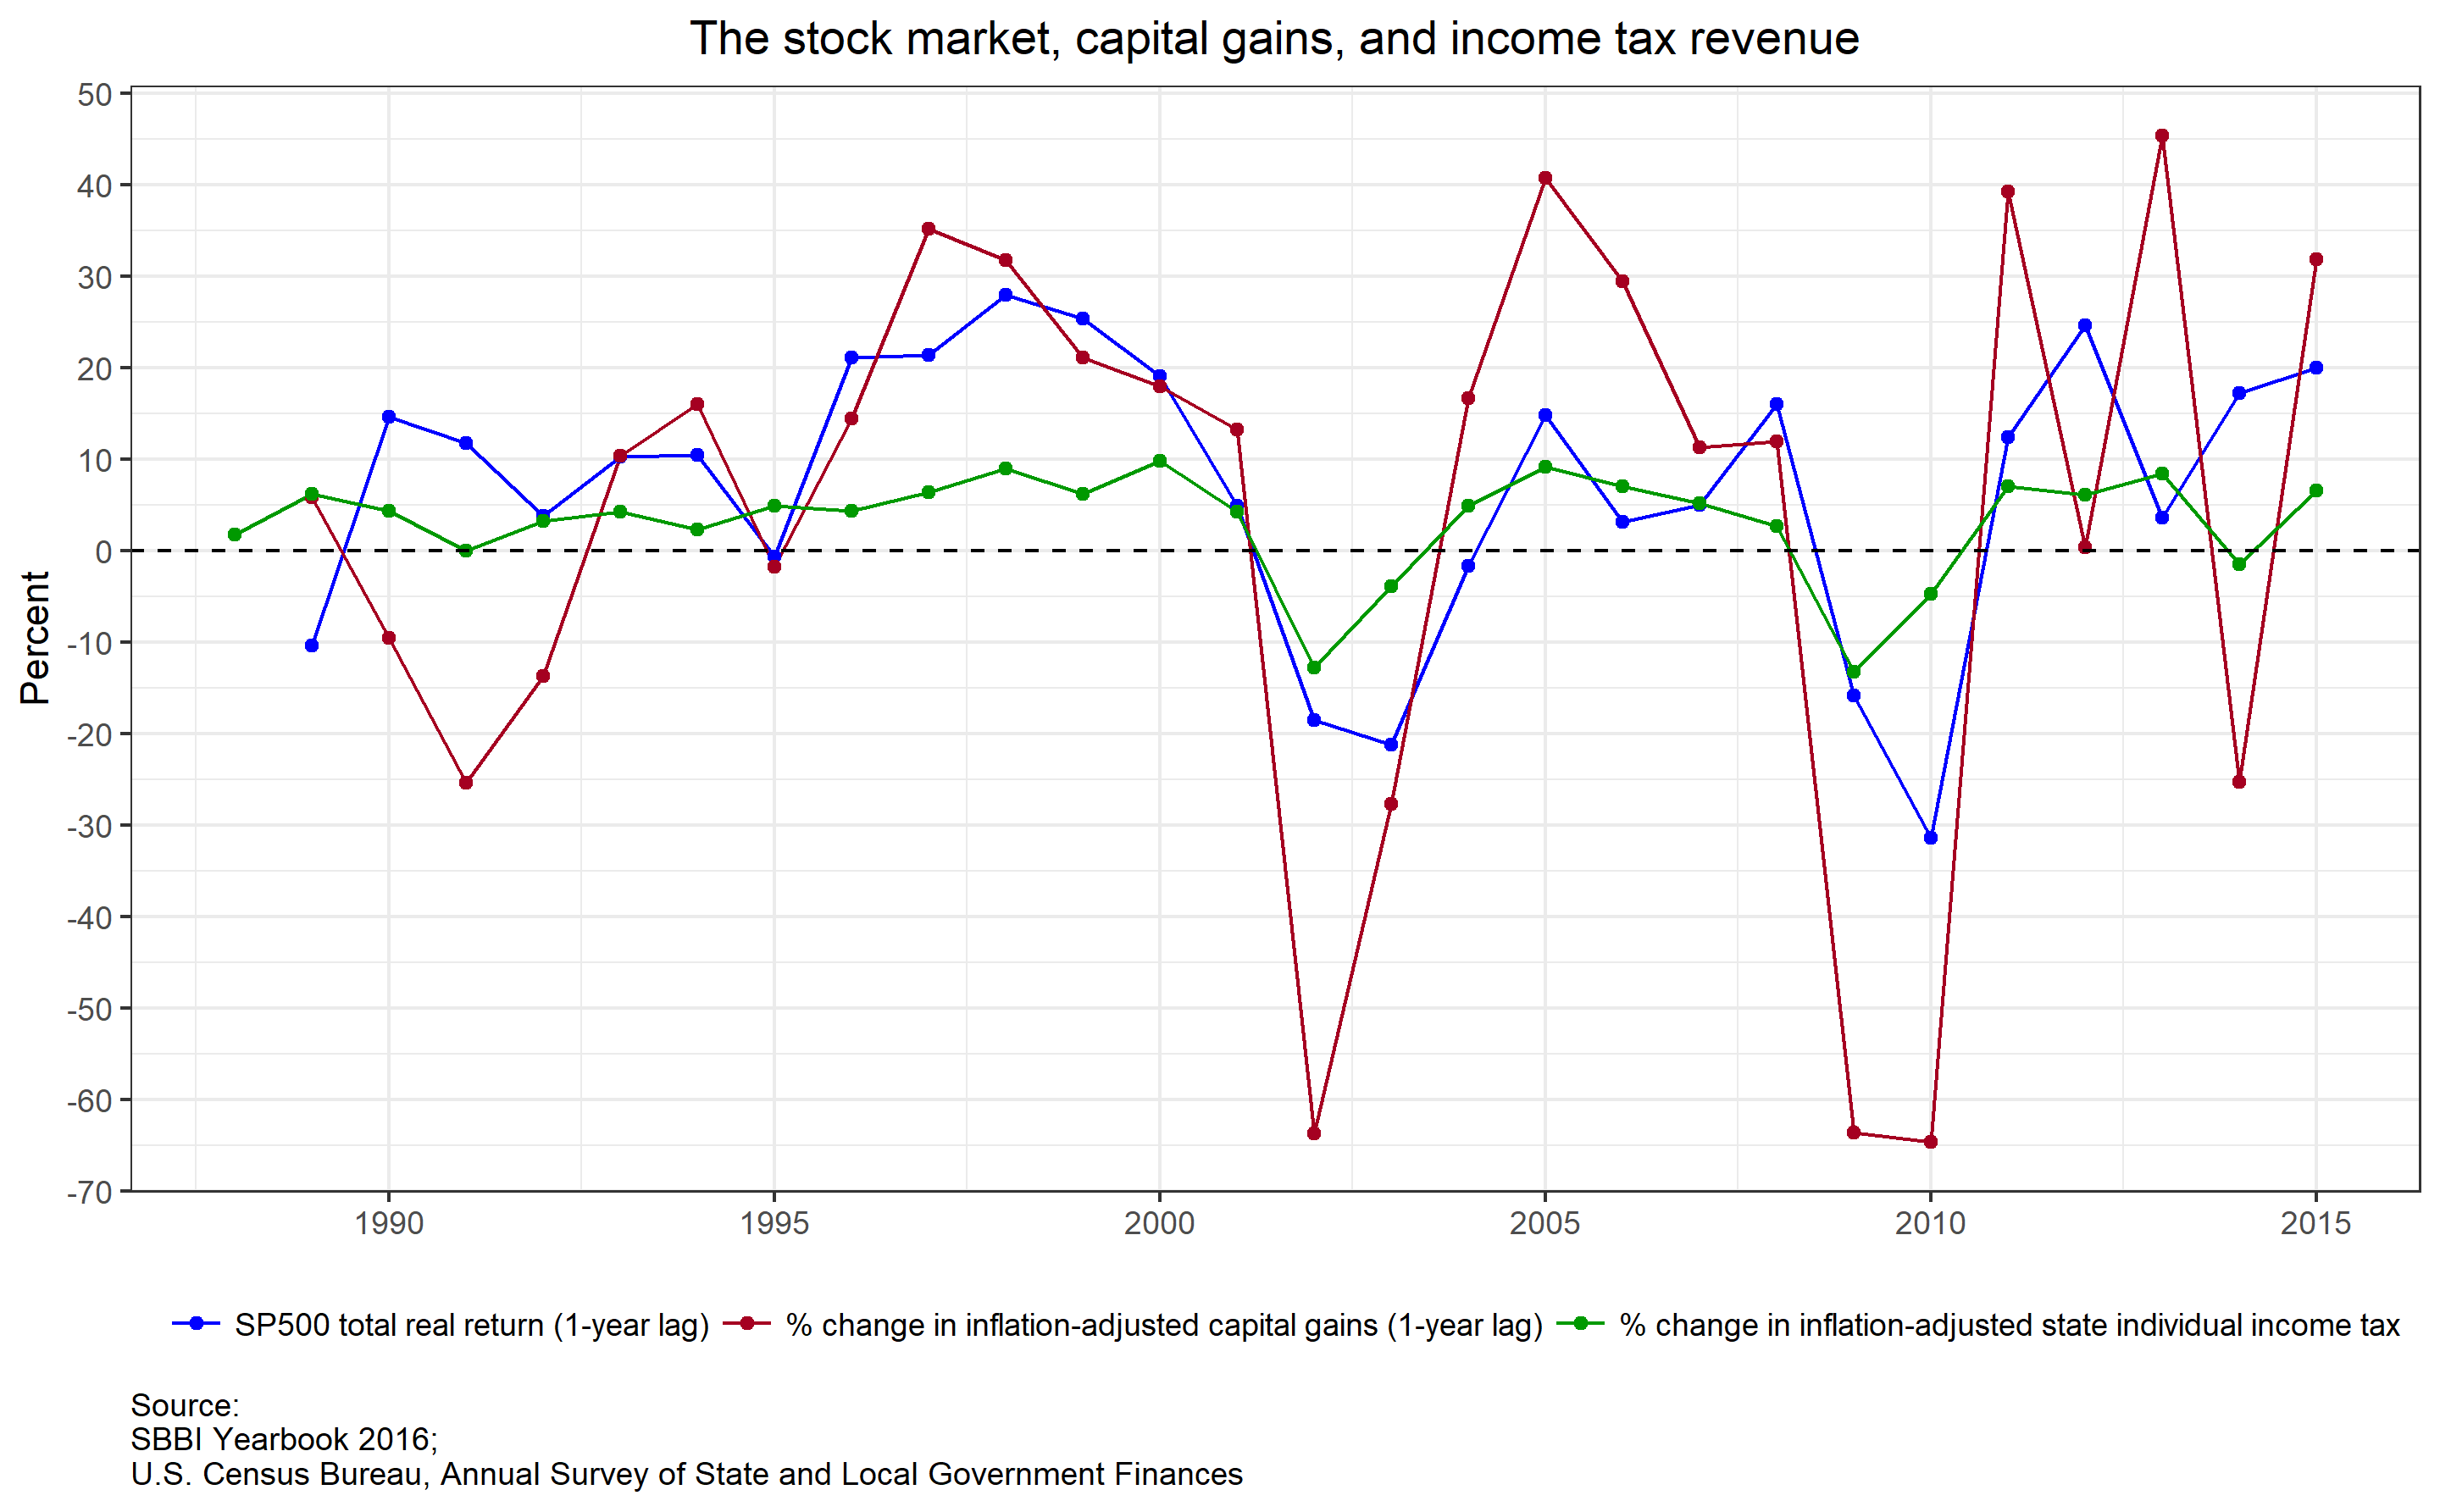 The stock market, capital gains, and income tax revenue
Percent
50
40
30
20
10
0
-10
-20
-30
-40
-50
-60
-70
1990 1995 2000 2005 2010 2015
SP500 total real return (1-year lag) % change in inflation-adjusted capital gains (1-year lag) % change in inflation-adjusted state individual income tax
Source:
SBBI Yearbook 2016;
U.S. Census Bureau, Annual Survey of State and Local Government Finances